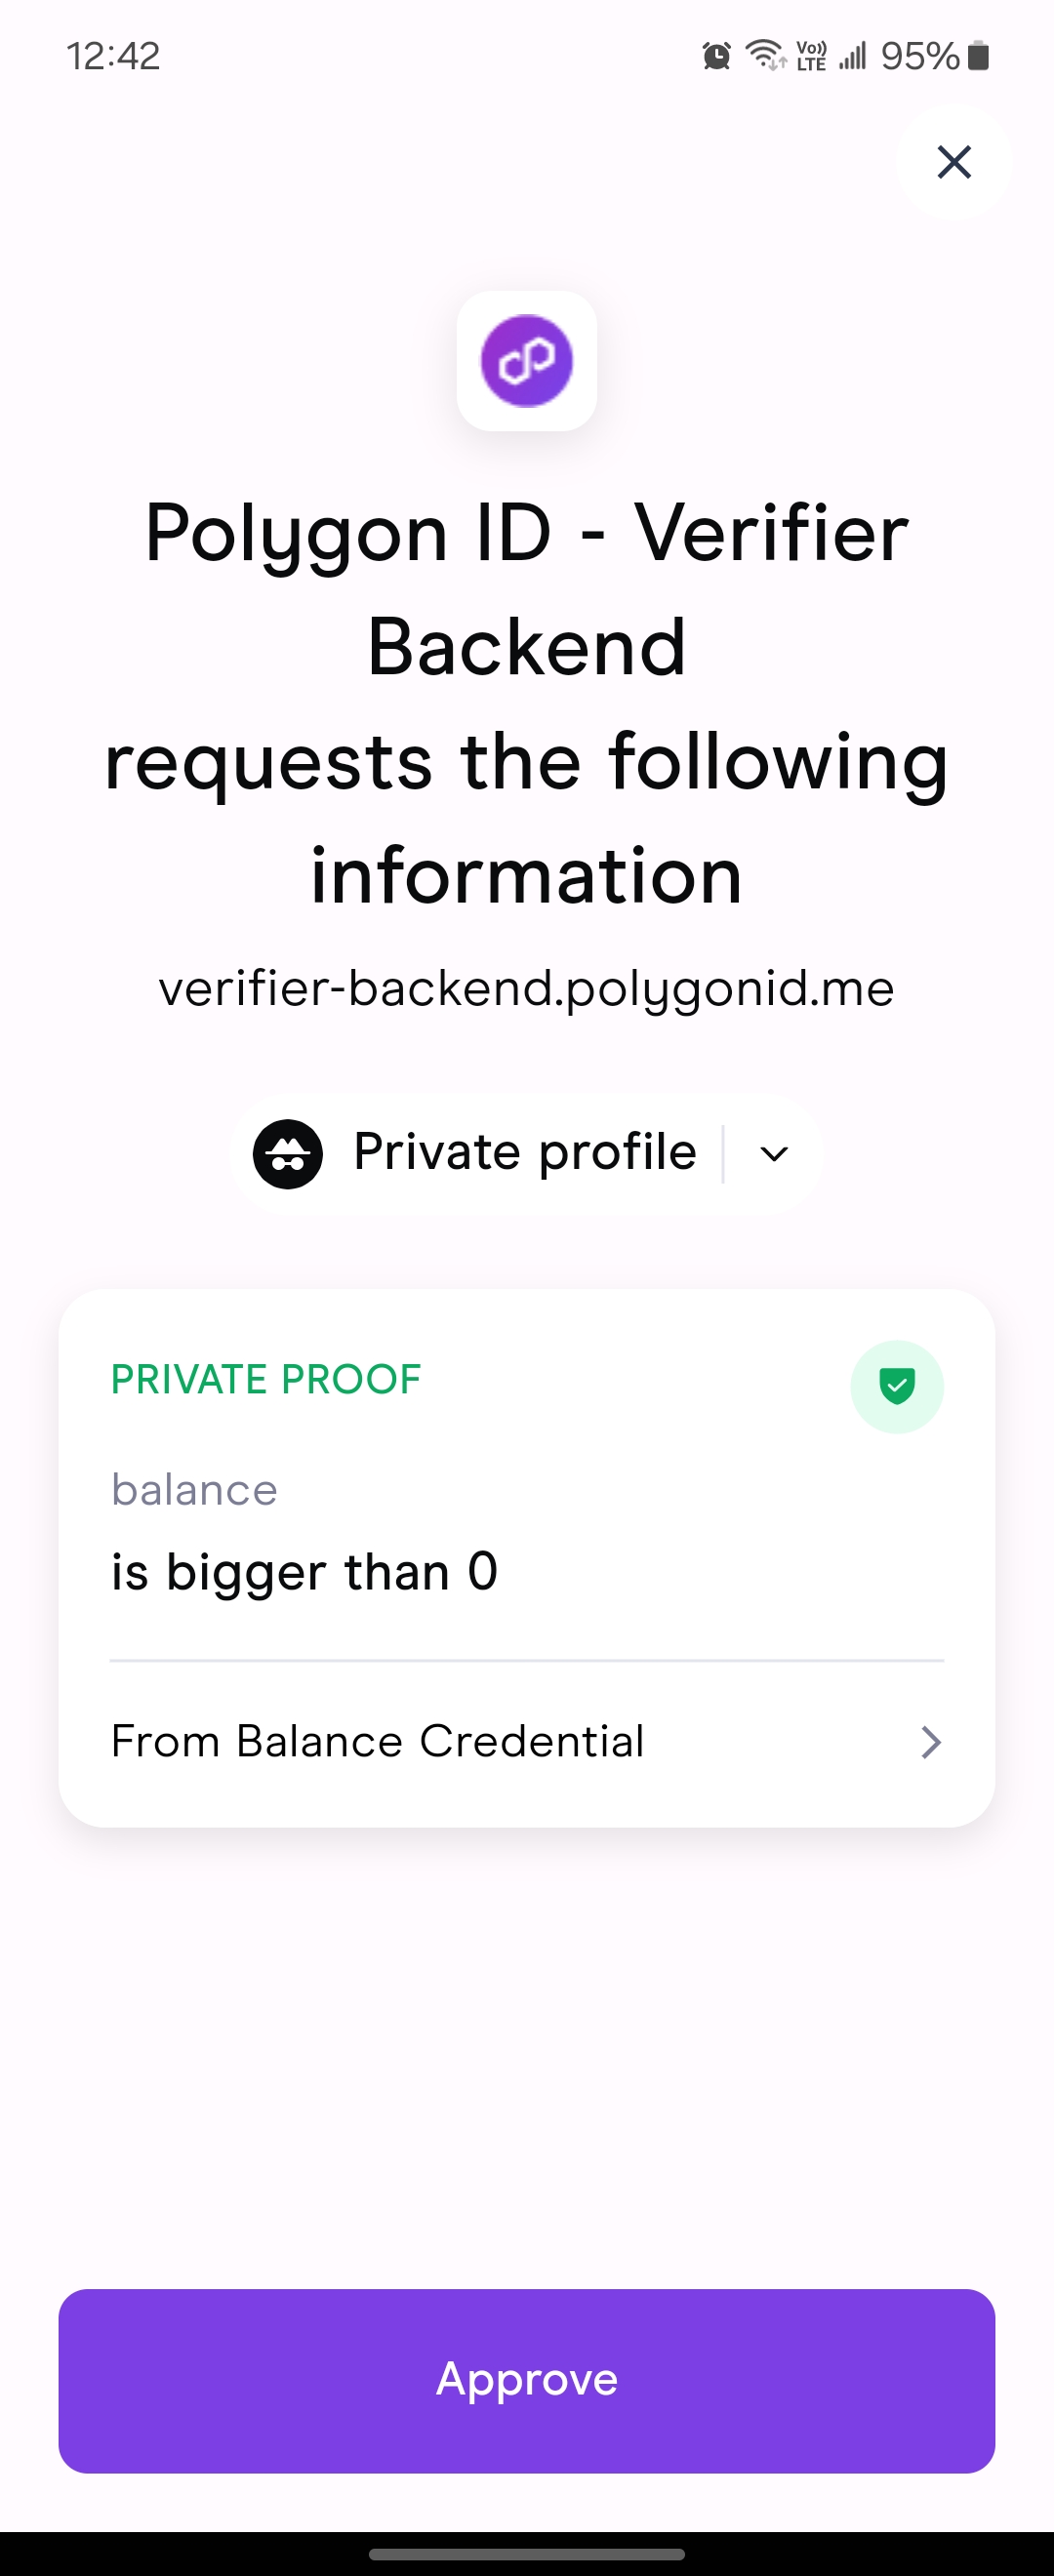 12:42 Vo)) LTE 95%
Polygon ID - Verifier
Backend
requests the following
information
verifier-backend.polygonid.me
Private profile
PRIVATE PROOF
balance
is bigger than 0
From Balance Credential
Approve